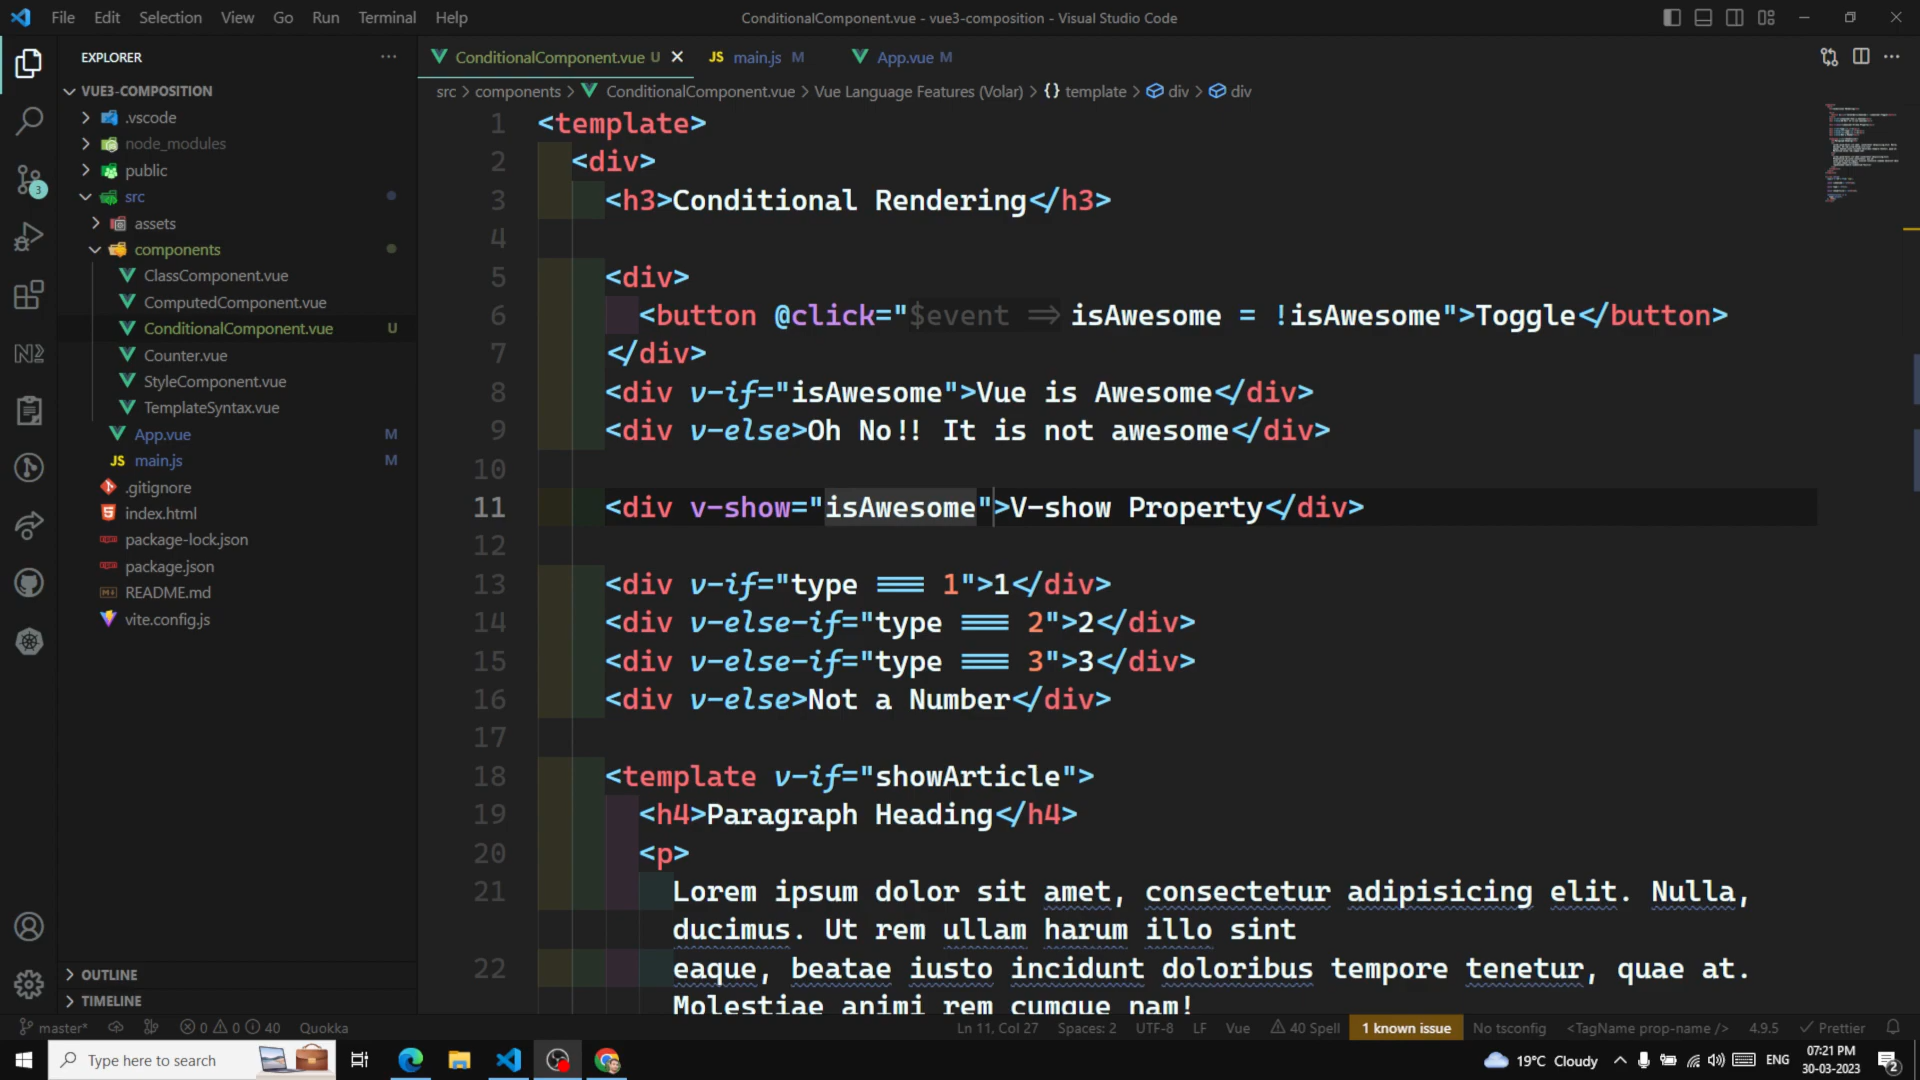 File Edit Selection View Go Run Terminal Help
ConditionalComponent.vue - vue3-composition - Visual Studio Code
EXPLORER
ConditionalComponent.vue U
JS main.js M
App.vue M
src > components > ConditionalComponent.vue > Vue Language Features (Volar) > {} template > div > div
VUE3-COMPOSITION
.vscode
node_modules
public
src
assets
components
ClassComponent.vue
ComputedComponent.vue
ConditionalComponent.vue U
Counter.vue
StyleComponent.vue
TemplateSyntax.vue
App.vue M
JS main.js M
.gitignore
index.html
package-lock.json
package.json
README.md
vite.config.js
OUTLINE
TIMELINE
3
1 <template>
2 <div>
3 <h3>Conditional Rendering</h3>
4
5 <div>
6 <button @click="$event => isAwesome = !isAwesome">Toggle</button>
7 </div>
8 <div v-if="isAwesome">Vue is Awesome</div>
9 <div v-else>Oh No!! It is not awesome</div>
10
11 <div v-show="isAwesome">V-show Property</div>
12
13 <div v-if="type === 1">1</div>
14 <div v-else-if="type === 2">2</div>
15 <div v-else-if="type === 3">3</div>
16 <div v-else>Not a Number</div>
17
18 <template v-if="showArticle">
19 <h4>Paragraph Heading</h4>
20 <p>
21 Lorem ipsum dolor sit amet, consectetur adipisicing elit. Nulla,
ducimus. Ut rem ullam harum illo sint
22 eaque, beatae iusto incidunt doloribus tempore tenetur, quae at.
Molestiae animi rem cumque nam!
master* 0 0 40 Quokka
Ln 11, Col 27 Spaces: 2 UTF-8 LF Vue 40 Spell 1 known issue No tsconfig <TagName prop-name /> 4.9.5 Prettier
Type here to search
19°C Cloudy ENG 07:21 PM
30-03-2023 2